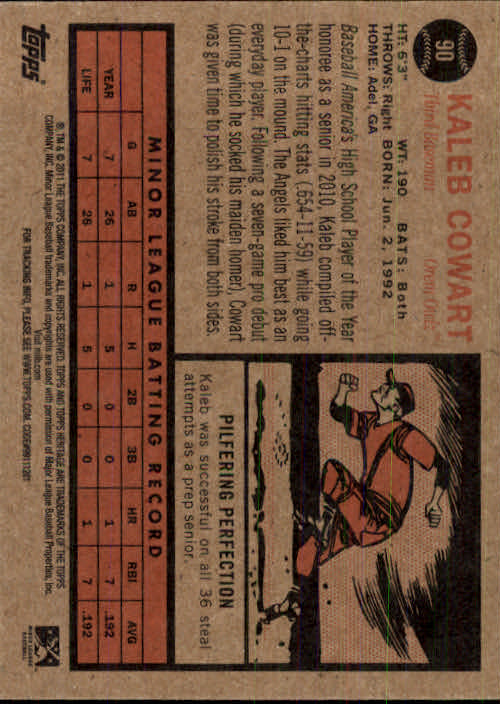 90
KALEB COWART
Third Baseman Orem Owlz™
HT: 6'3" WT: 190 BATS: Both
THROWS: Right BORN: Jun. 2, 1992
HOME: Adel, GA
Baseball America's High School Player of the Year
honoree as a senior in 2010, Kaleb compiled off-
the-charts hitting stats (.654-11-59) while going
10-1 on the mound. The Angels liked him best as an
everyday player. Following a seven-game pro debut
(during which he socked his maiden homer), Cowart
was given time to polish his stroke from both sides.
PILFERING PERFECTION
Kaleb was successful on all 36 steal
attempts as a prep senior.
MINOR LEAGUE BATTING RECORD
G AB R H 2B 3B HR RBI AVG
YEAR 7 26 1 5 0 0 1 7 .192
LIFE 7 26 1 5 0 0 1 7 .192
topps®
®, TM & © 2011 THE TOPPS COMPANY, INC. ALL RIGHTS RESERVED. TOPPS AND TOPPS HERITAGE ARE TRADEMARKS OF THE TOPPS
COMPANY, INC. Minor League Baseball trademarks and copyrights are used with permission of Major League Baseball Properties, Inc.
Visit milb.com
FOR TRACKING INFO, PLEASE SEE WWW.TOPPS.COM. CODE#
MINOR LEAGUE
BASEBALL